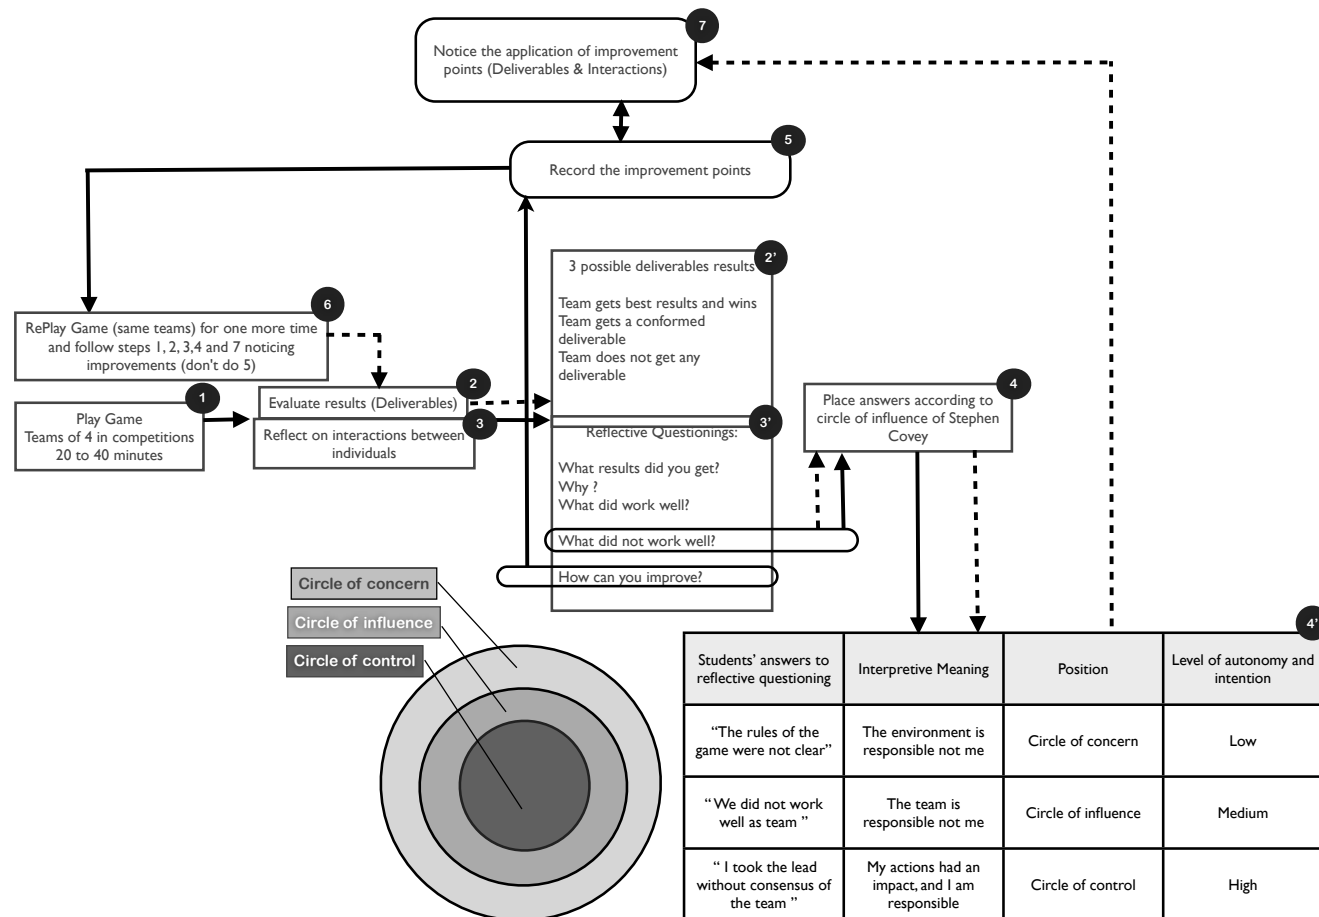 7
Notice the application of improvement
points (Deliverables & Interactions)
5
Record the improvement points
2'
3 possible deliverables results
Team gets best results and wins
Team gets a conformed
deliverable
Team does not get any
deliverable
6
RePlay Game (same teams) for one more time
and follow steps 1, 2, 3,4 and 7 noticing
improvements (don't do 5)
1
Play Game
Teams of 4 in competitions
20 to 40 minutes
2
Evaluate results (Deliverables)
3
Reflect on interactions between
individuals
3'
Reflective Questionings:
What results did you get?
Why ?
What did work well?
What did not work well?
How can you improve?
4
Place answers according to
circle of influence of Stephen
Covey
Circle of concern
Circle of influence
Circle of control
4'
Students' answers to
reflective questioning
Interpretive Meaning
Position
Level of autonomy and
intention
“The rules of the
game were not clear”
The environment is
responsible not me
Circle of concern
Low
“ We did not work
well as team ”
The team is
responsible not me
Circle of influence
Medium
“ I took the lead
without consensus of
the team ”
My actions had an
impact, and I am
responsible
Circle of control
High